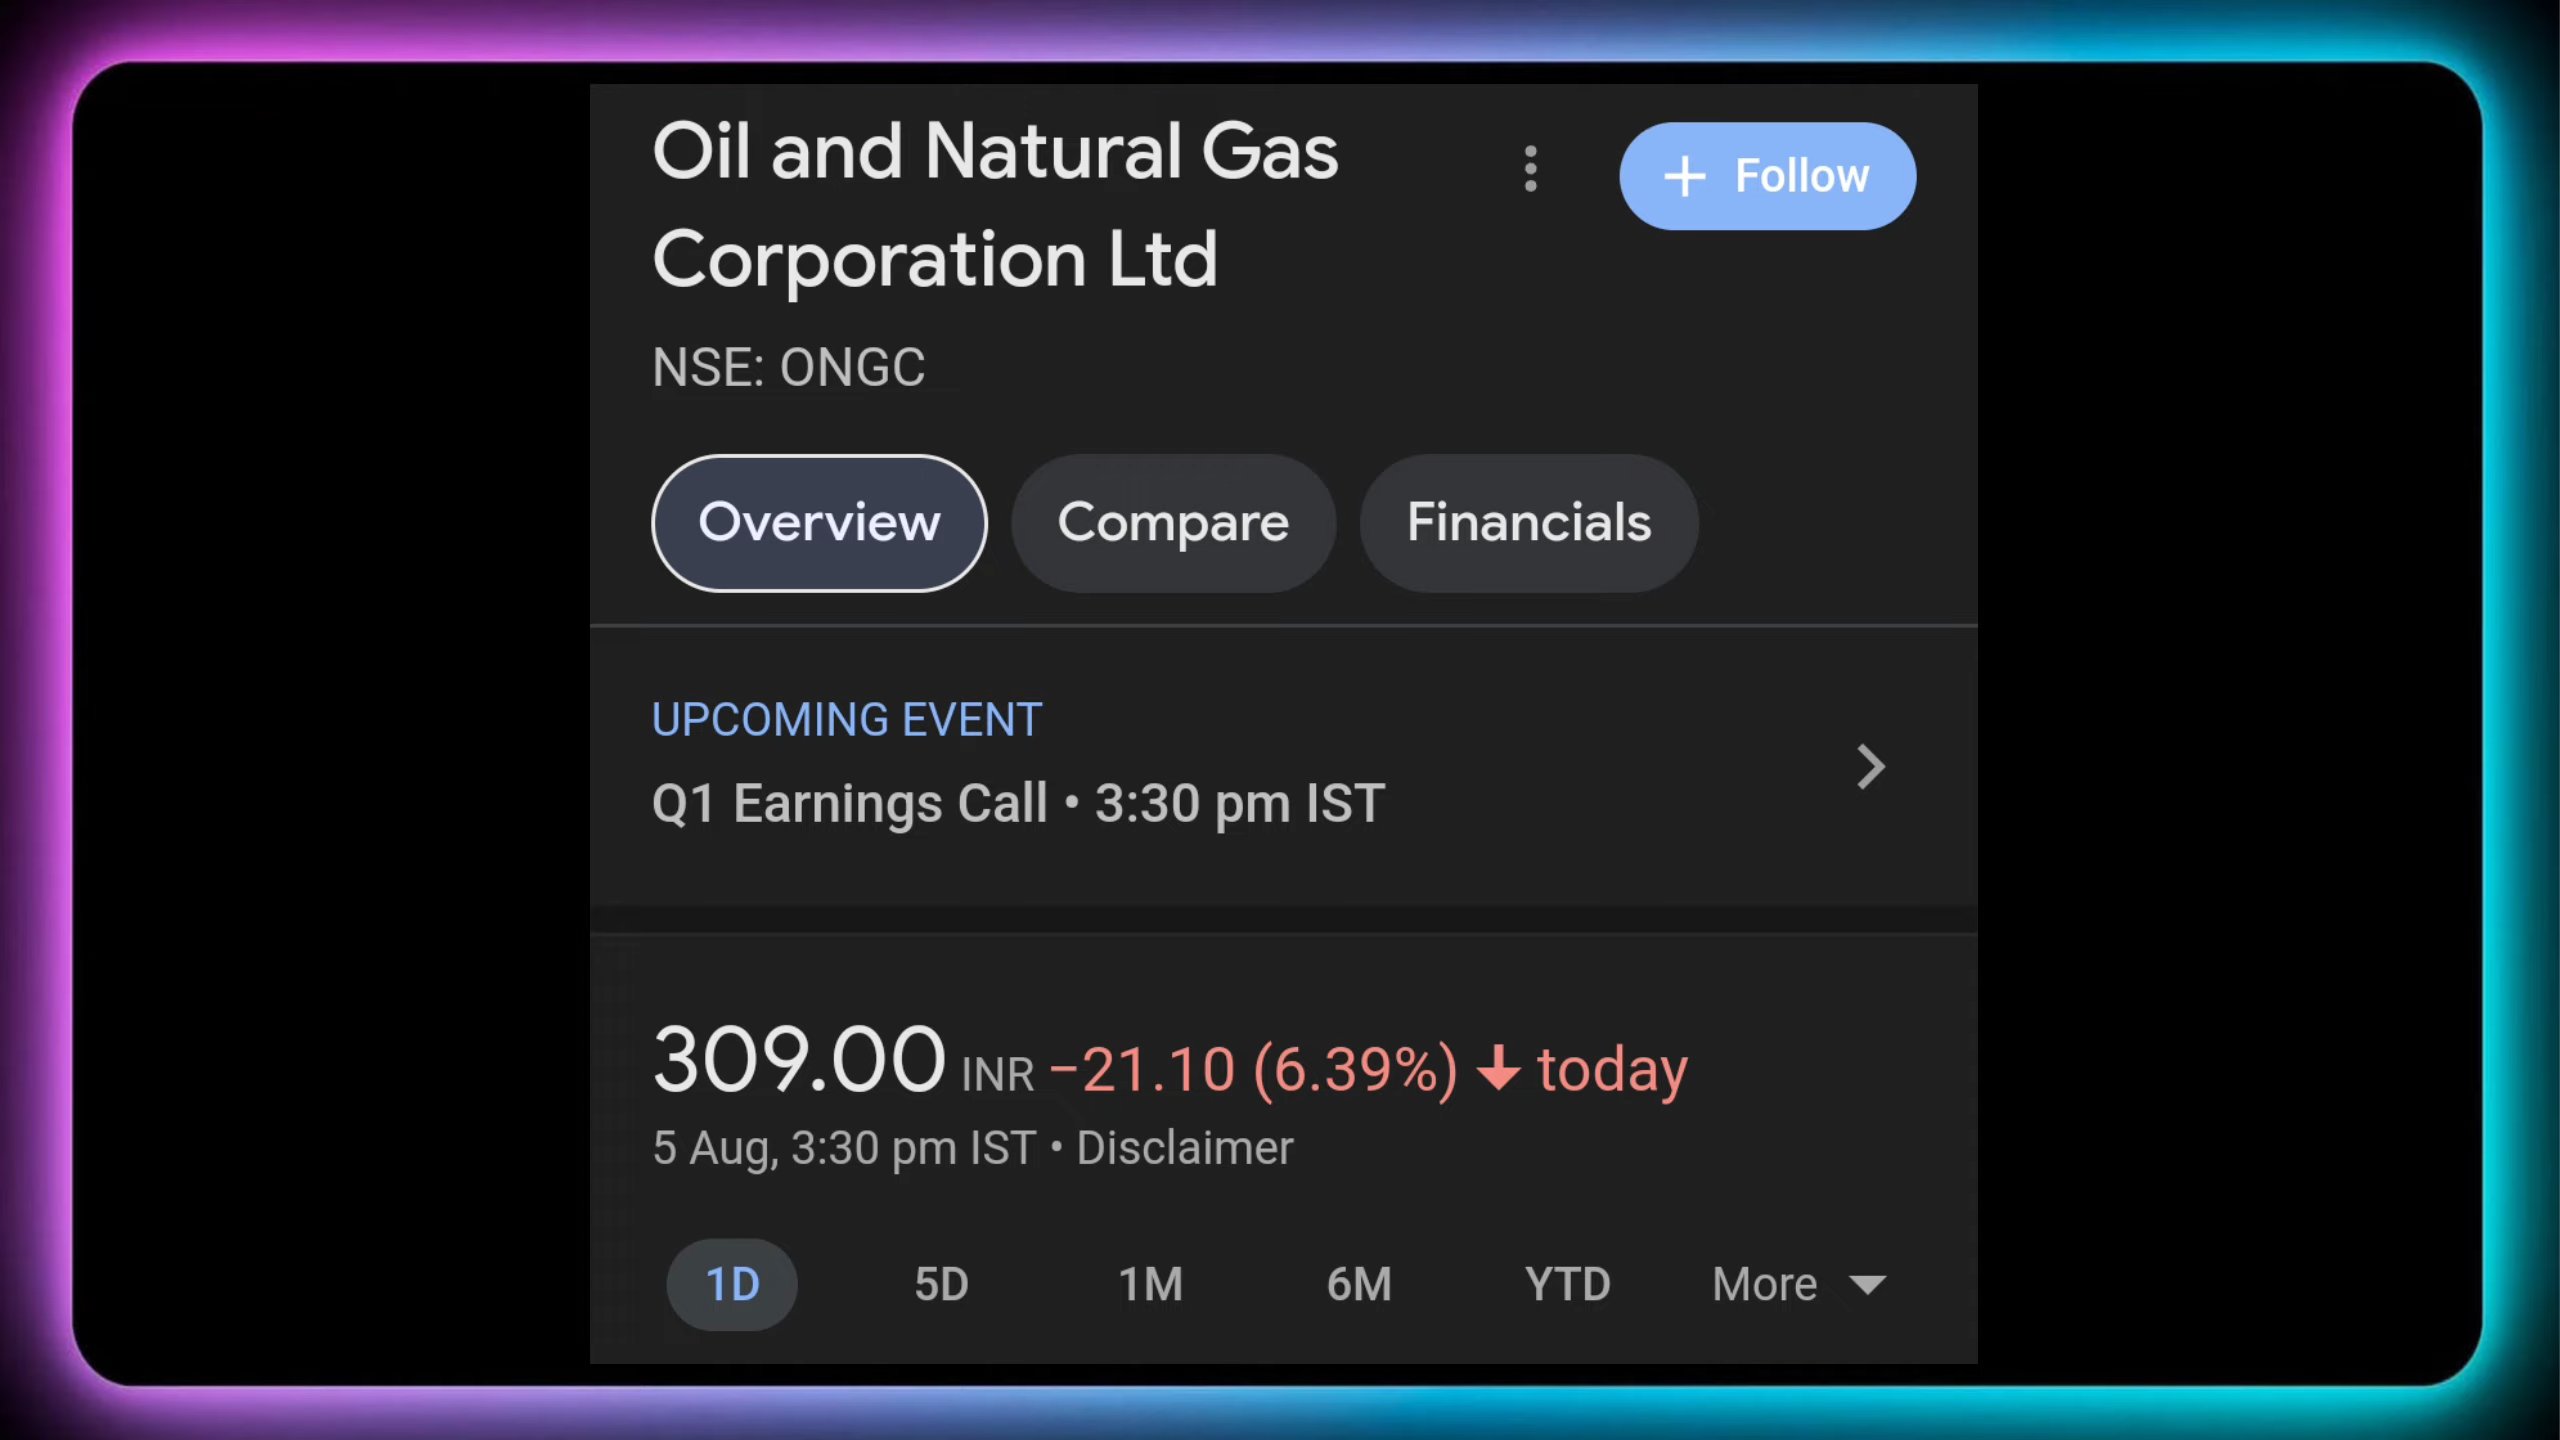 Oil and Natural Gas
Corporation Ltd
+ Follow
NSE: ONGC
Overview
Compare
Financials
UPCOMING EVENT
Q1 Earnings Call • 3:30 pm IST
309.00 INR −21.10 (6.39%) ↓ today
5 Aug, 3:30 pm IST • Disclaimer
1D 5D 1M 6M YTD More